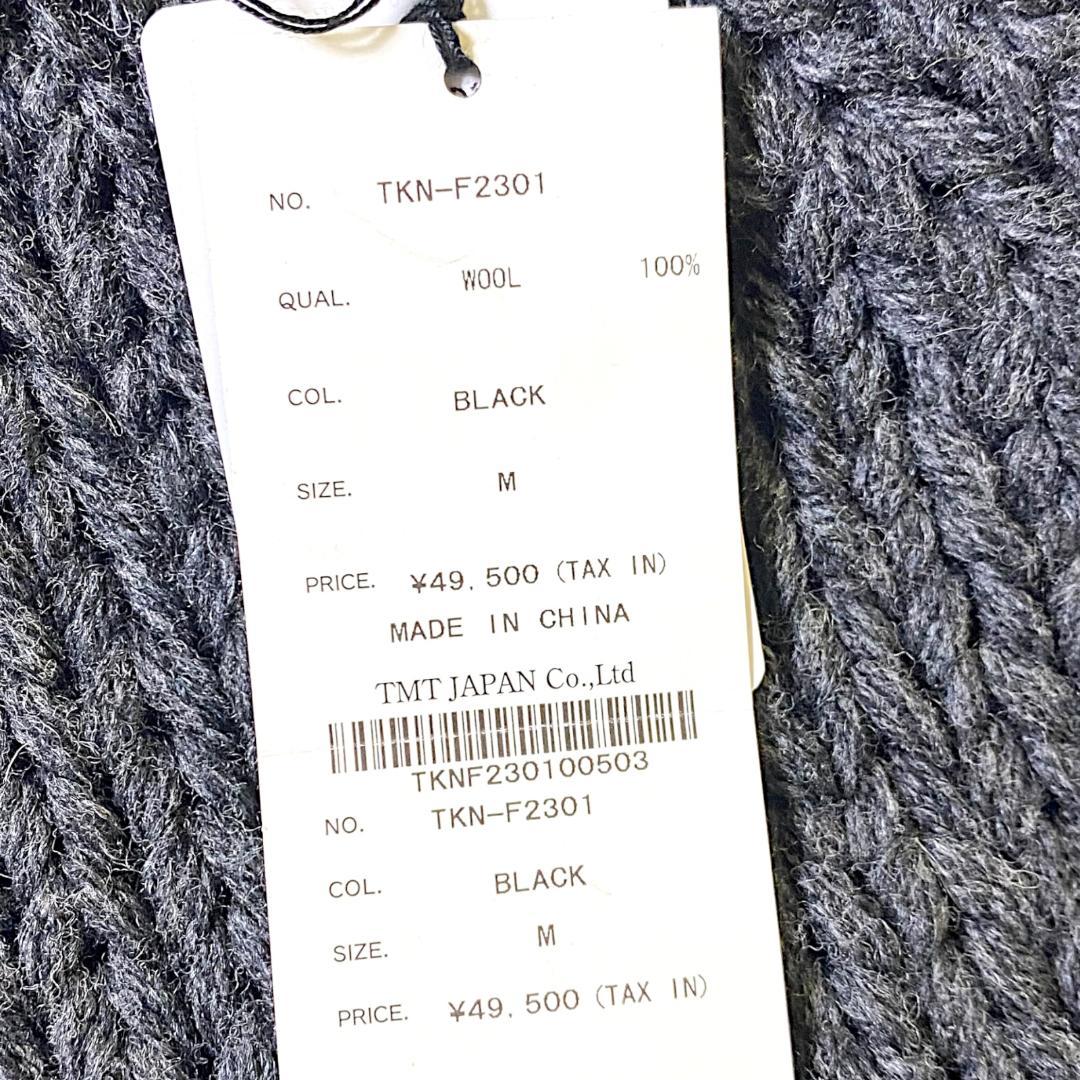 NO. TKN-F2301
QUAL. WOOL 100%
COL. BLACK
SIZE. M
PRICE. ¥49,500 (TAX IN)
MADE IN CHINA
TMT JAPAN Co.,Ltd
TKNF230100503
NO. TKN-F2301
COL. BLACK
SIZE. M
PRICE. ¥49,500 (TAX IN)